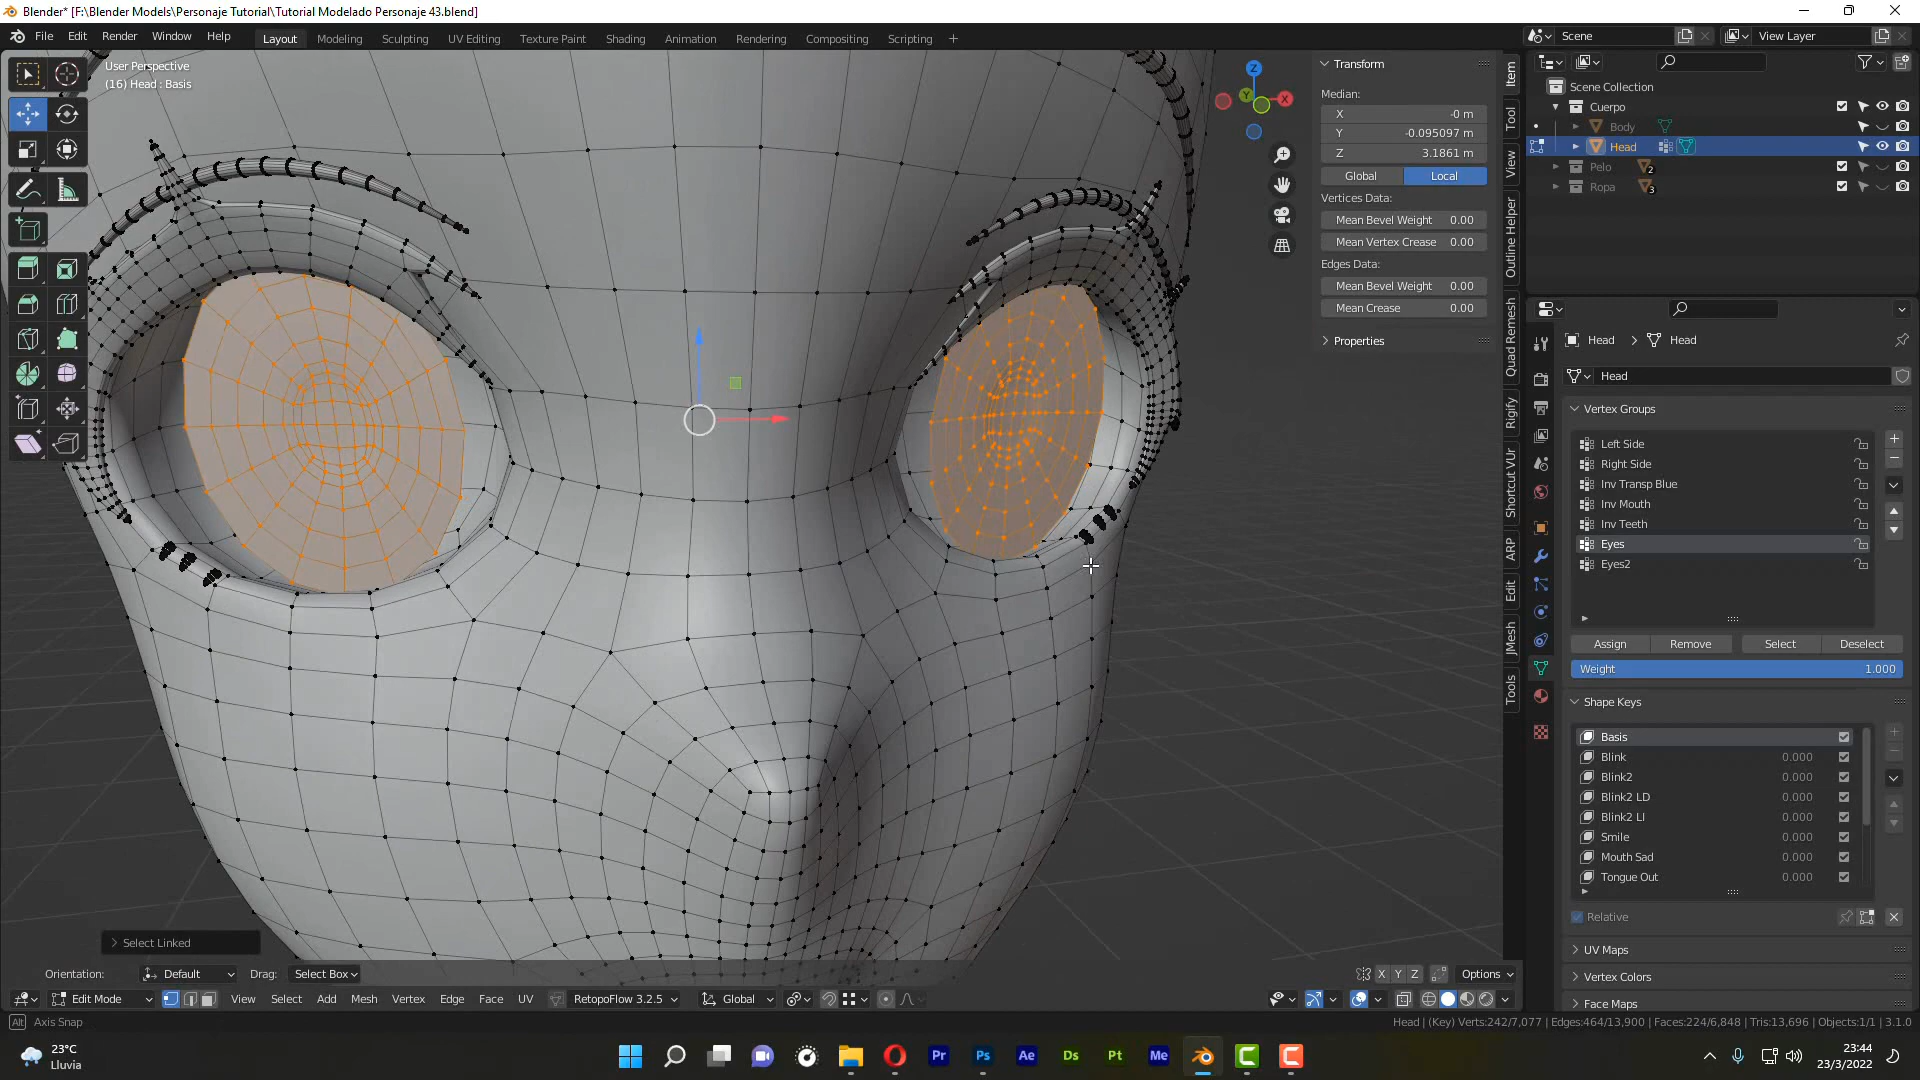 Blender* [F:\Blender Models\Personaje Tutorial\Tutorial Modelado Personaje 43.blend]
File Edit Render Window Help Layout Modeling Sculpting UV Editing Texture Paint Shading Animation Rendering Compositing Scripting + Scene View Layer
User Perspective
(16) Head : Basis
Z
Y
X
Transform
Median:
X -0 m
Y -0.095097 m
Z 3.1861 m
Global Local
Vertices Data:
Mean Bevel Weight 0.00
Mean Vertex Crease 0.00
Edges Data:
Mean Bevel Weight 0.00
Mean Crease 0.00
Properties
Item
Tool
View
Outline Helper
Quad Remesh
Rigify
Shortcut VUr
ARP
Edit
JMesh
Tools
Scene Collection
Cuerpo
Body
Head
Pelo 2
Ropa 3
Head > Head
Head
Vertex Groups
Left Side
Right Side
Inv Transp Blue
Inv Mouth
Inv Teeth
Eyes
Eyes2
Assign Remove Select Deselect
Weight 1.000
Shape Keys
Basis
Blink 0.000
Blink2 0.000
Blink2 LD 0.000
Blink2 LI 0.000
Smile 0.000
Mouth Sad 0.000
Tongue Out 0.000
Relative
UV Maps
Vertex Colors
Face Maps
Select Linked
Orientation: Default Drag: Select Box X Y Z Options
Edit Mode View Select Add Mesh Vertex Edge Face UV RetopoFlow 3.2.5 Global
Alt Axis Snap Head | (Key) Verts:242/7,077 | Edges:464/13,900 | Faces:224/6,848 | Tris:13,696 | Objects:1/1 | 3.1.0
23°C
Lluvia
Pr Ps Ae Ds Pt Me
23:44
23/3/2022